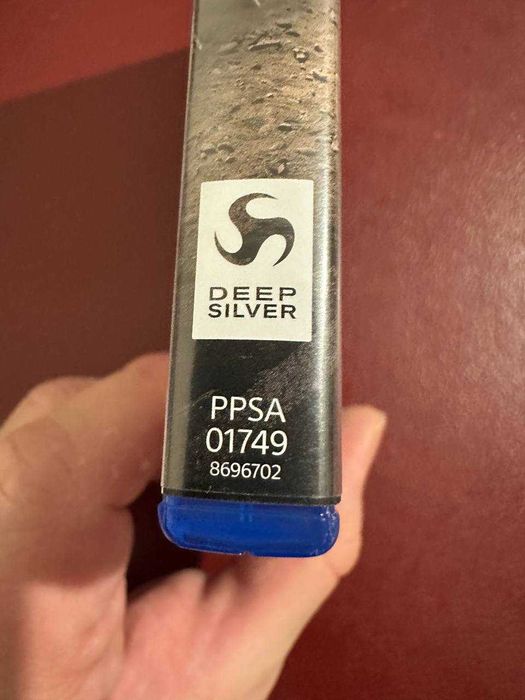 DEEP
SILVER
PPSA
01749
8696702